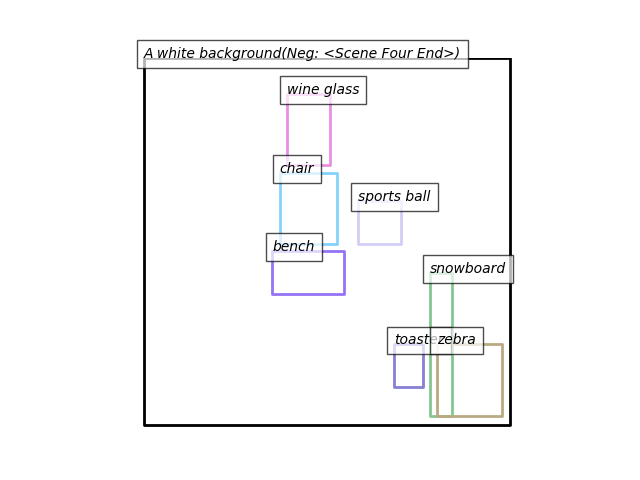 A white background(Neg: <Scene Four End>)
wine glass
chair
sports ball
bench
snowboard
toaster
zebra